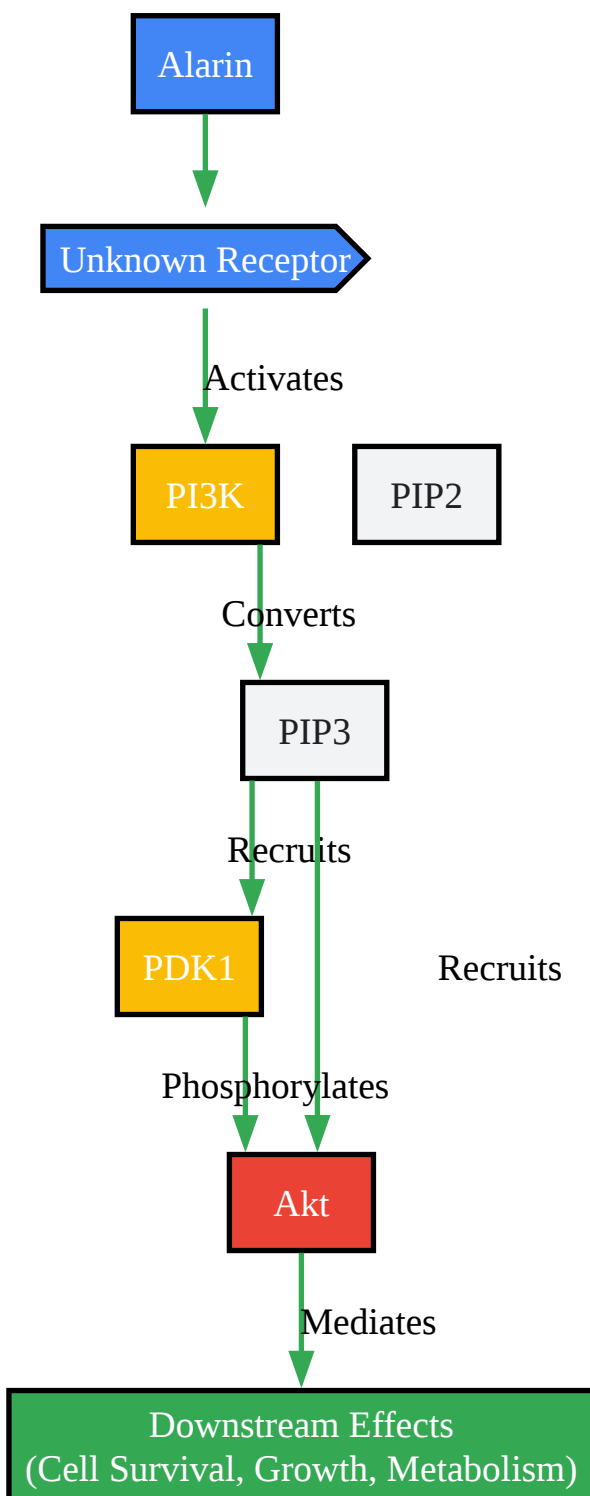 Alarin
Unknown Receptor
Activates
PI3K
PIP2
Converts
PIP3
Recruits
PDK1
Recruits
Phosphorylates
Akt
Mediates
Downstream Effects
(Cell Survival, Growth, Metabolism)